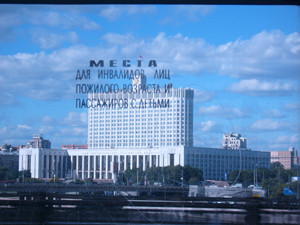 МЕСТА
ДЛЯ ИНВАЛИДОВ, ЛИЦ
ПОЖИЛОГО ВОЗРАСТА И
ПАССАЖИРОВ С ДЕТЬМИ